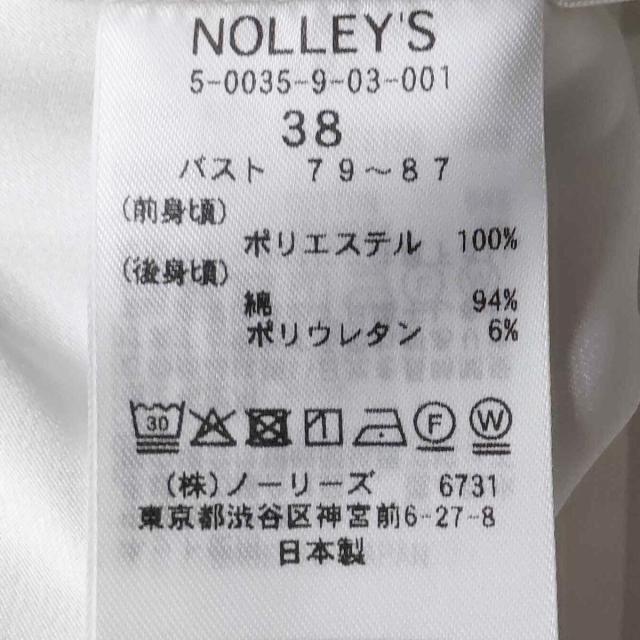 NOLLEY'S
5-0035-9-03-001
38
バスト 79～87
(前身頃)
ポリエステル 100%
(後身頃)
綿 94%
ポリウレタン 6%
30 F W
(株)ノーリーズ 6731
東京都渋谷区神宮前6-27-8
日本製